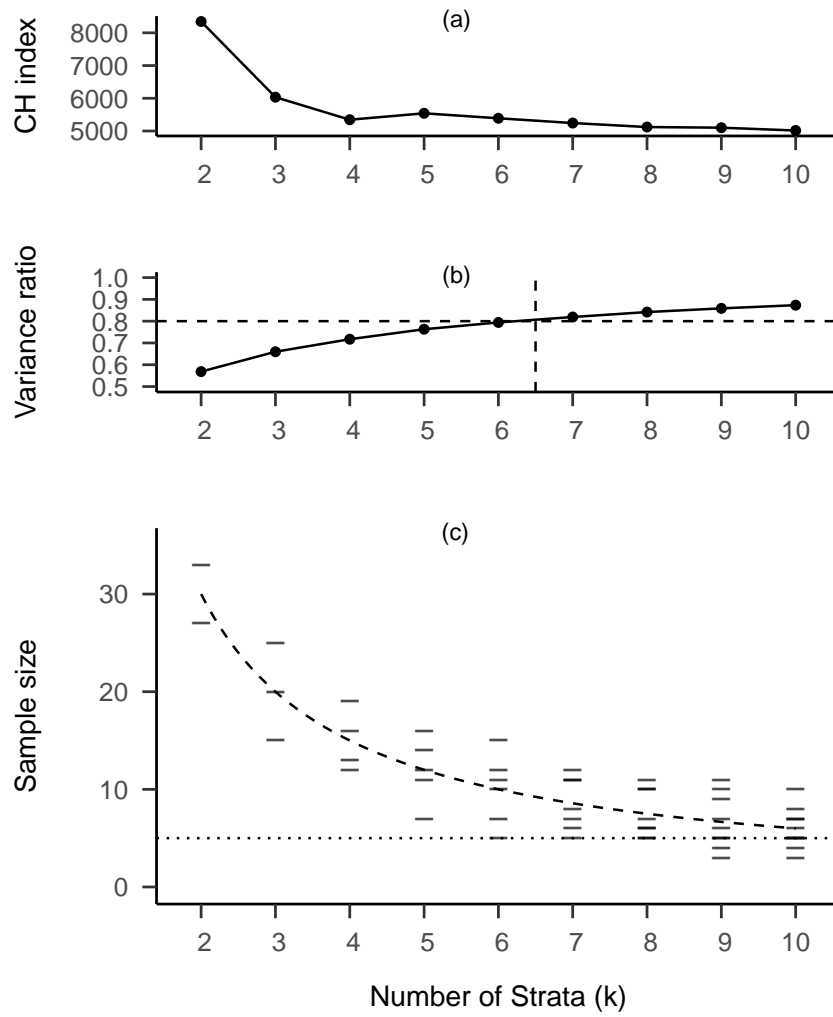 (a)
CH index
8000
7000
6000
5000
2 3 4 5 6 7 8 9 10
(b)
Variance ratio
1.0
0.9
0.8
0.7
0.6
0.5
2 3 4 5 6 7 8 9 10
(c)
Sample size
30
20
10
0
2 3 4 5 6 7 8 9 10
Number of Strata (k)